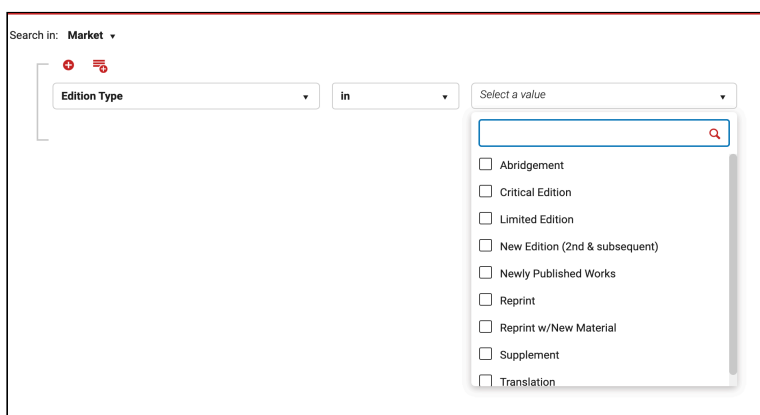 Search in: Market
Edition Type in Select a value
Abridgement
Critical Edition
Limited Edition
New Edition (2nd & subsequent)
Newly Published Works
Reprint
Reprint w/New Material
Supplement
Translation